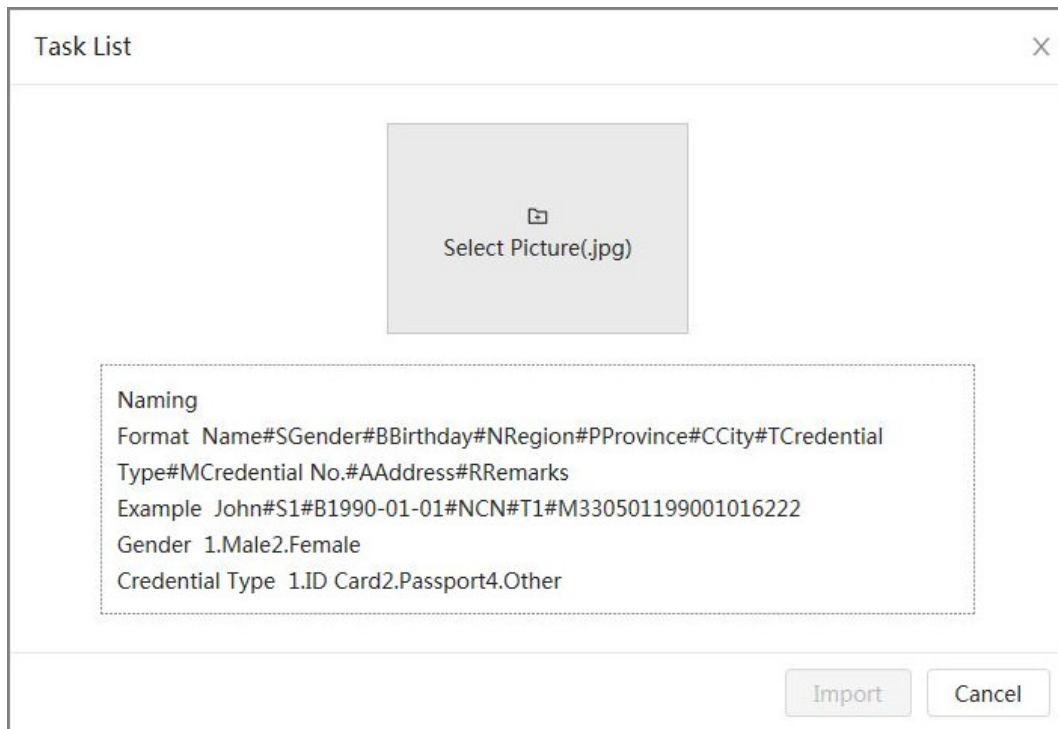 Task List
Select Picture(.jpg)
Naming
Format  Name#SGender#BBirthday#NRegion#PProvince#CCity#TCredential
Type#MCredential No.#AAddress#RRemarks
Example  John#S1#B1990-01-01#NCN#T1#M330501199001016222
Gender  1.Male2.Female
Credential Type  1.ID Card2.Passport4.Other
Import
Cancel